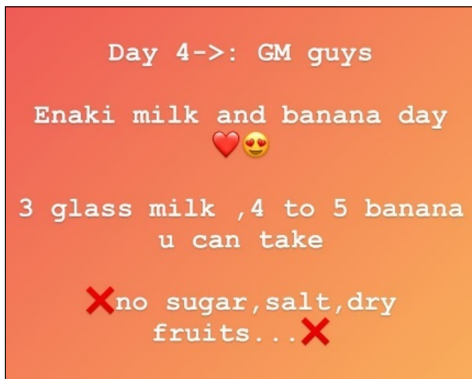 Day 4->: GM guys
Enaki milk and banana day
❤️😍
3 glass milk ,4 to 5 banana
u can take
❌no sugar,salt,dry
fruits...❌